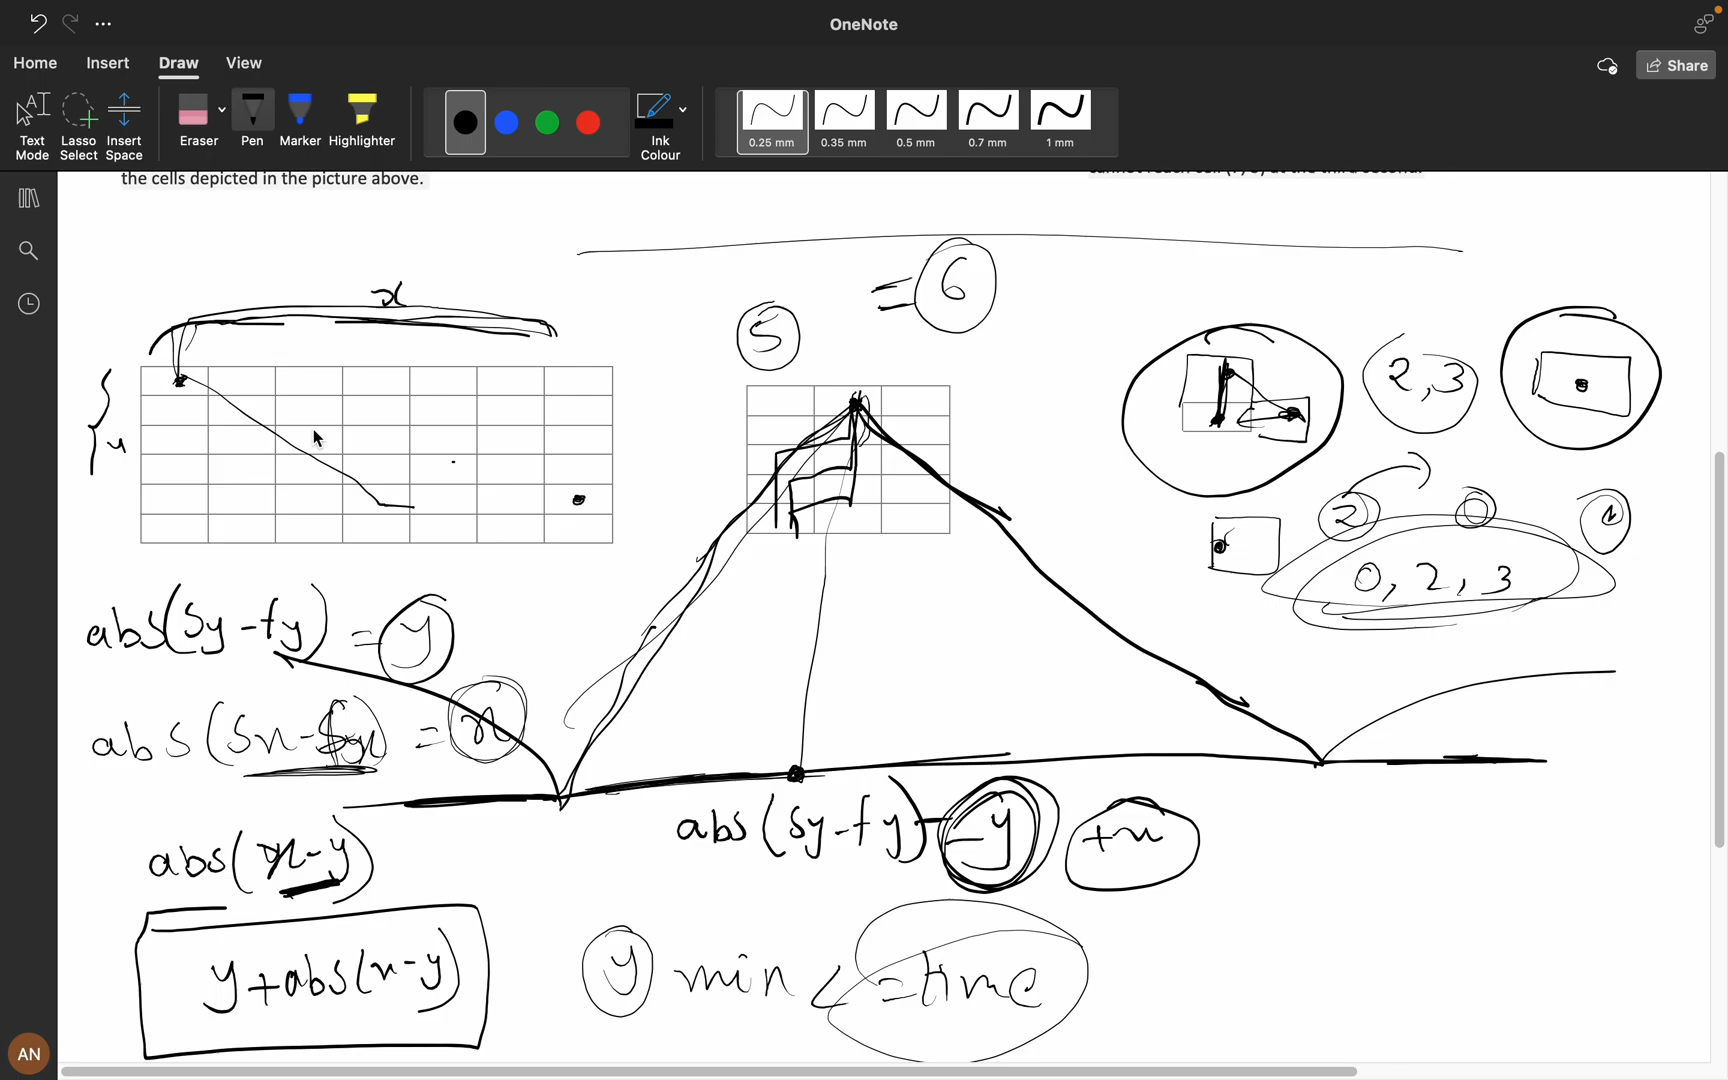 OneNote
Home Insert Draw View
Share
Text Mode
Lasso Select
Insert Space
Eraser
Pen
Marker
Highlighter
Ink Colour
0.25 mm
0.35 mm
0.5 mm
0.7 mm
1 mm
the cells depicted in the picture above.
= 6
5
x
2,3
2 0 1
0, 2, 3
abs(sy-fy) = y
abs(sx-fx) = x
abs(sy-fy) -y +x
abs(x-y)
y+abs(x-y)
y min <=time
AN